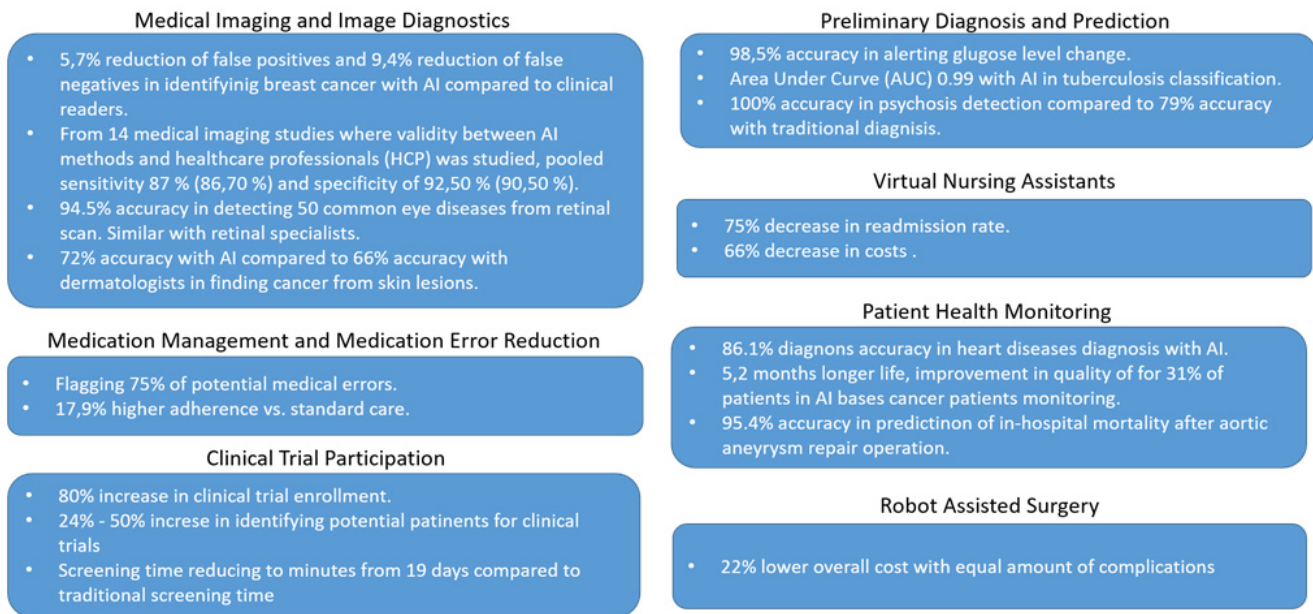 Medical Imaging and Image Diagnostics
• 5,7% reduction of false positives and 9,4% reduction of false
negatives in identifyinig breast cancer with AI compared to clinical
readers.
• From 14 medical imaging studies where validity between AI
methods and healthcare professionals (HCP) was studied, pooled
sensitivity 87 % (86,70 %) and specificity of 92,50 % (90,50 %).
• 94.5% accuracy in detecting 50 common eye diseases from retinal
scan. Similar with retinal specialists.
• 72% accuracy with AI compared to 66% accuracy with
dermatologists in finding cancer from skin lesions.
Medication Management and Medication Error Reduction
• Flagging 75% of potential medical errors.
• 17,9% higher adherence vs. standard care.
Clinical Trial Participation
• 80% increase in clinical trial enrollment.
• 24% - 50% increse in identifying potential patinents for clinical
trials
• Screening time reducing to minutes from 19 days compared to
traditional screening time
Preliminary Diagnosis and Prediction
• 98,5% accuracy in alerting glugose level change.
• Area Under Curve (AUC) 0.99 with AI in tuberculosis classification.
• 100% accuracy in psychosis detection compared to 79% accuracy
with traditional diagnisis.
Virtual Nursing Assistants
• 75% decrease in readmission rate.
• 66% decrease in costs .
Patient Health Monitoring
• 86.1% diagnons accuracy in heart diseases diagnosis with AI.
• 5,2 months longer life, improvement in quality of for 31% of
patients in AI bases cancer patients monitoring.
• 95.4% accuracy in predictinon of in-hospital mortality after aortic
aneyrysm repair operation.
Robot Assisted Surgery
• 22% lower overall cost with equal amount of complications